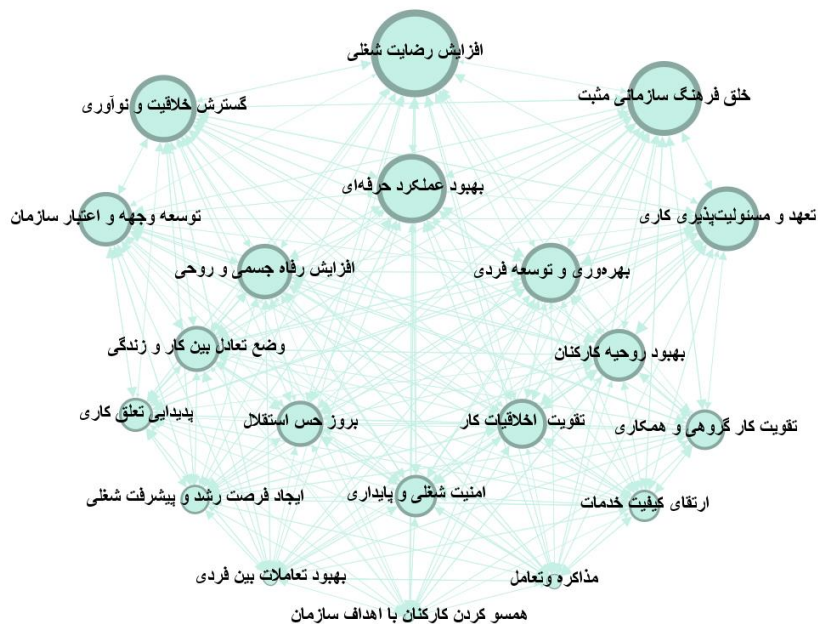 افزایش رضایت شغلی
خلق فرهنگ سازمانی مثبت
گسترش خلاقیت و نوآوری
بهبود عملکرد حرفه‌ای
تعهد و مسئولیت‌پذیری کاری
توسعه وجهه و اعتبار سازمان
بهره‌وری و توسعه فردی
افزایش رفاه جسمی و روحی
بهبود روحیه کارکنان
وضع تعادل بین کار و زندگی
تقویت کار گروهی و همکاری
تقویت اخلاقیات کار
بروز حس استقلال
پدیدایی تعلق کاری
ارتقای کیفیت خدمات
امنیت شغلی و پایداری
ایجاد فرصت رشد و پیشرفت شغلی
مذاکره وتعامل
بهبود تعاملات بین فردی
همسو کردن کارکنان با اهداف سازمان